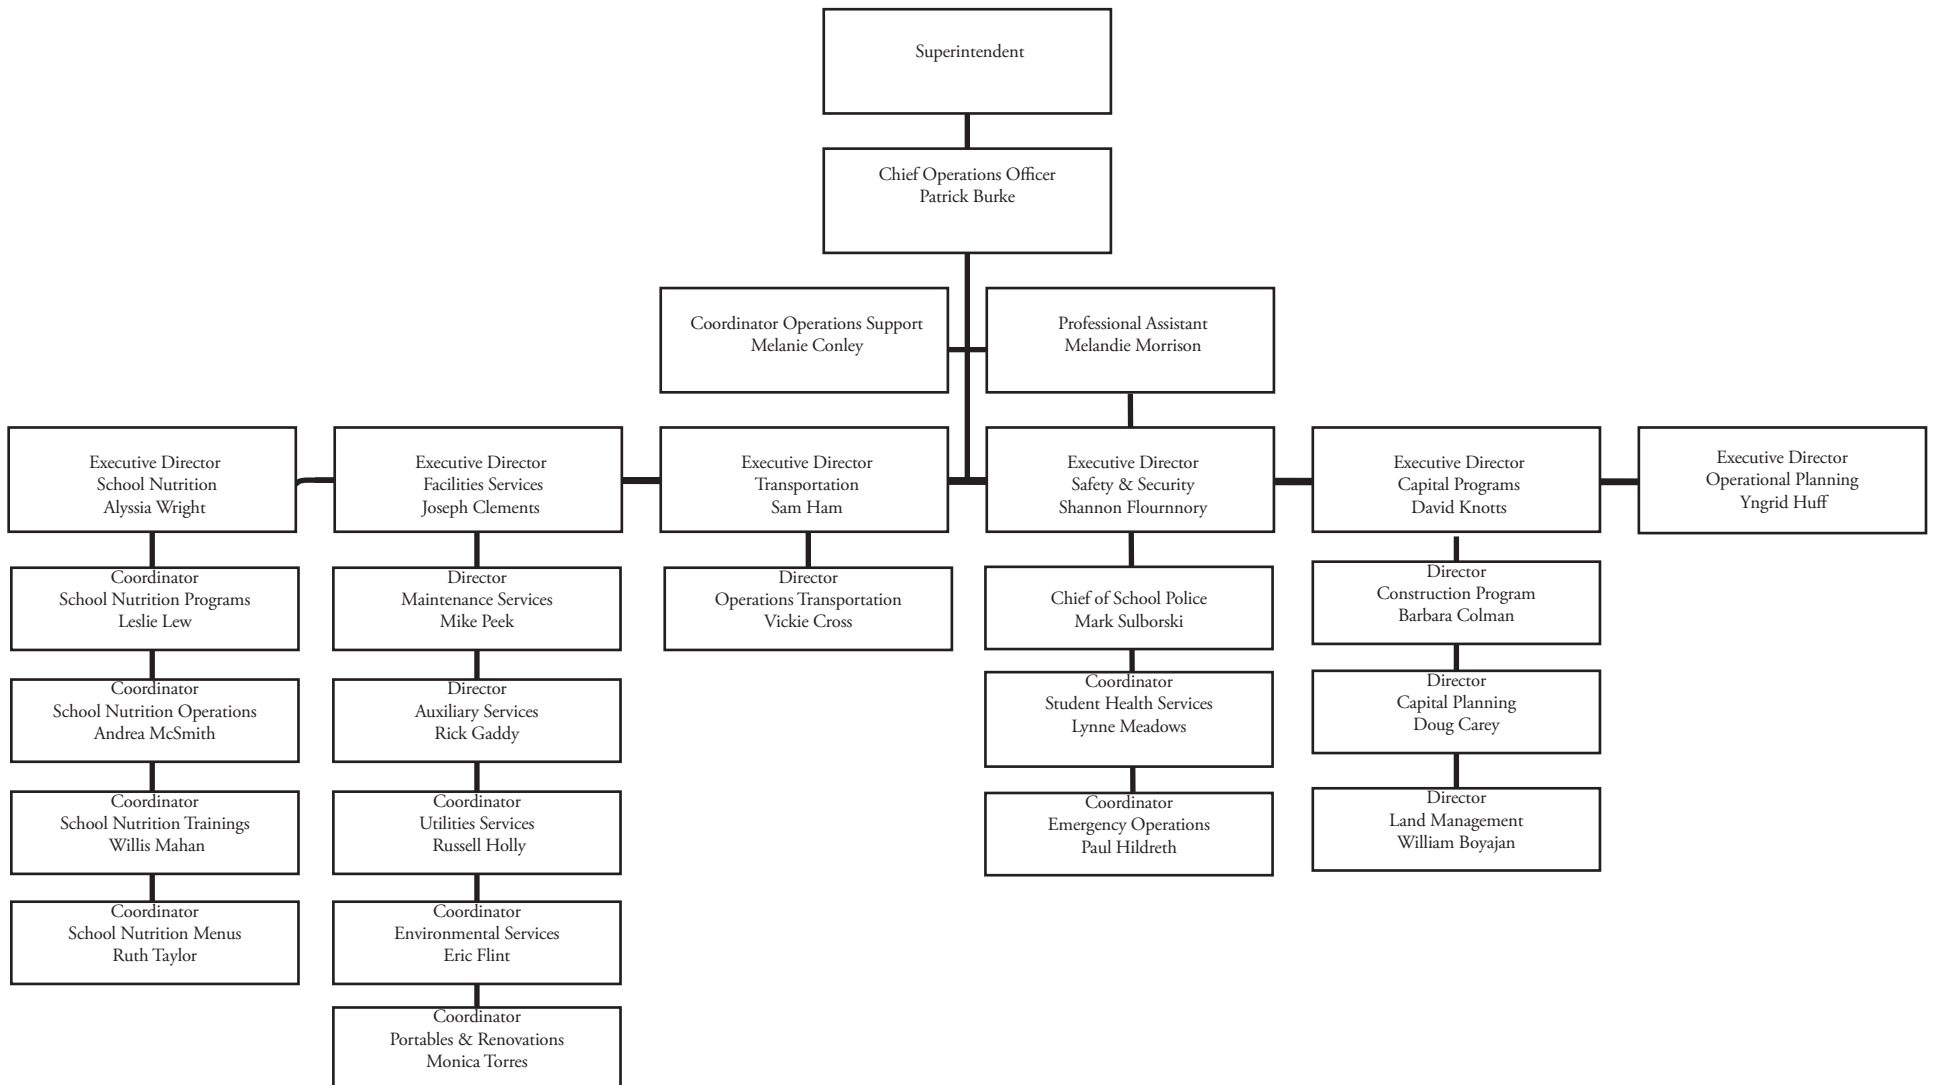 Superintendent
Chief Operations Officer
Patrick Burke
Coordinator Operations Support
Melanie Conley
Professional Assistant
Melandie Morrison
Executive Director
School Nutrition
Alyssia Wright
Executive Director
Facilities Services
Joseph Clements
Executive Director
Transportation
Sam Ham
Executive Director
Safety & Security
Shannon Flournnory
Executive Director
Capital Programs
David Knotts
Executive Director
Operational Planning
Yngrid Huff
Coordinator
School Nutrition Programs
Leslie Lew
Director
Maintenance Services
Mike Peek
Director
Operations Transportation
Vickie Cross
Chief of School Police
Mark Sulborski
Director
Construction Program
Barbara Colman
Coordinator
School Nutrition Operations
Andrea McSmith
Director
Auxiliary Services
Rick Gaddy
Coordinator
Student Health Services
Lynne Meadows
Director
Capital Planning
Doug Carey
Coordinator
School Nutrition Trainings
Willis Mahan
Coordinator
Utilities Services
Russell Holly
Coordinator
Emergency Operations
Paul Hildreth
Director
Land Management
William Boyajan
Coordinator
School Nutrition Menus
Ruth Taylor
Coordinator
Environmental Services
Eric Flint
Coordinator
Portables & Renovations
Monica Torres